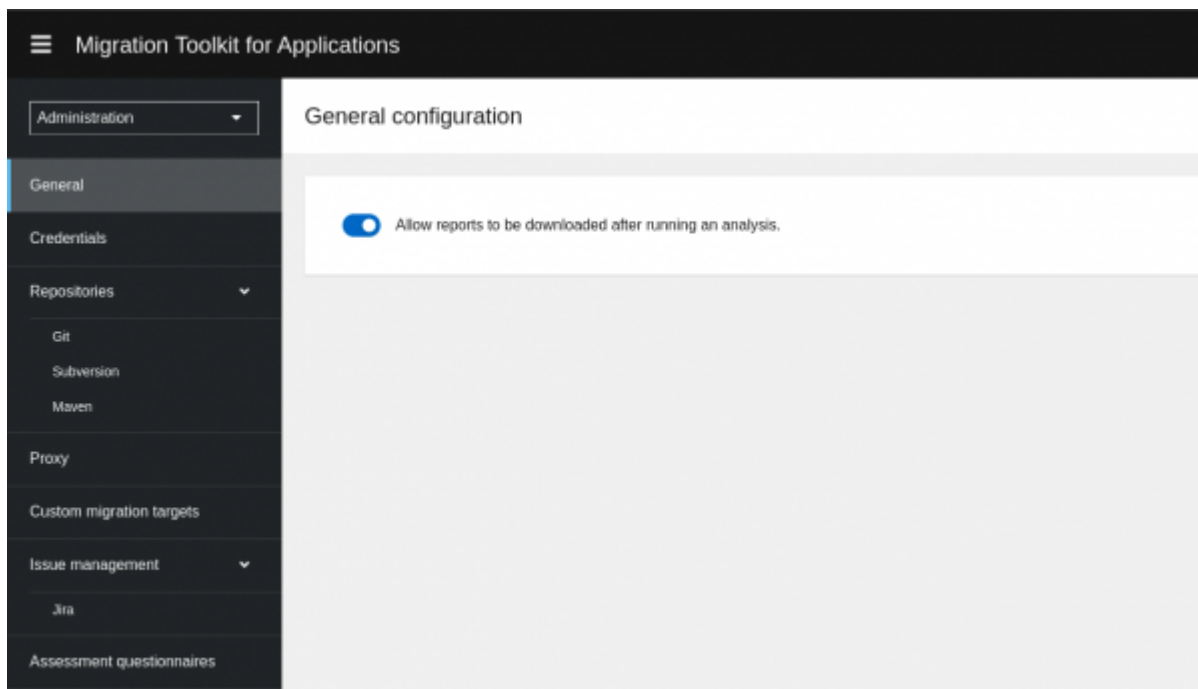 Migration Toolkit for Applications
Administration
General
Credentials
Repositories
Git
Subversion
Maven
Proxy
Custom migration targets
Issue management
Jira
Assessment questionnaires
General configuration
Allow reports to be downloaded after running an analysis.